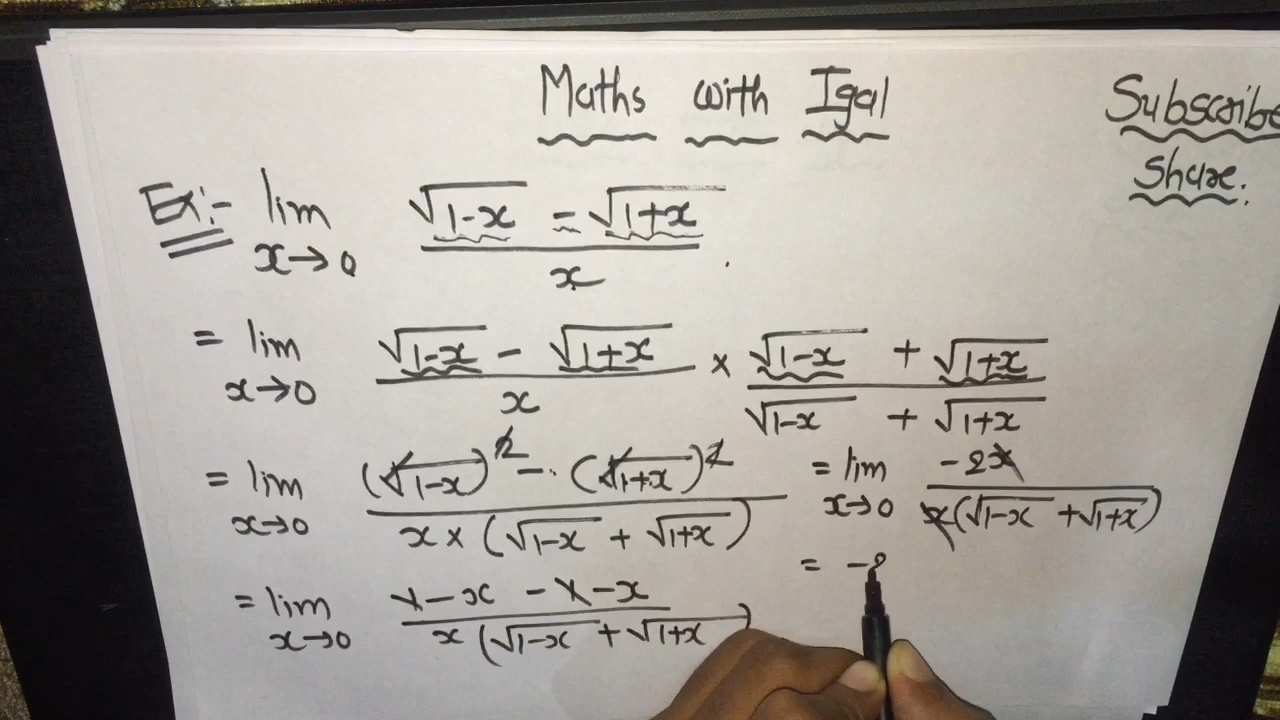 Maths with Igal
Subscribe
Share.
Ex:- lim x→0 (√(1-x) - √(1+x)) / x .
= lim x→0 (√(1-x) - √(1+x)) / x × (√(1-x) + √(1+x)) / (√(1-x) + √(1+x))
= lim x→0 ((√(1-x))² - (√(1+x))²) / (x × (√(1-x) + √(1+x)))
= lim x→0 (1-x - 1-x) / (x (√(1-x) + √(1+x)))
= lim x→0 -2x / (x(√(1-x) + √(1+x)))
= -2